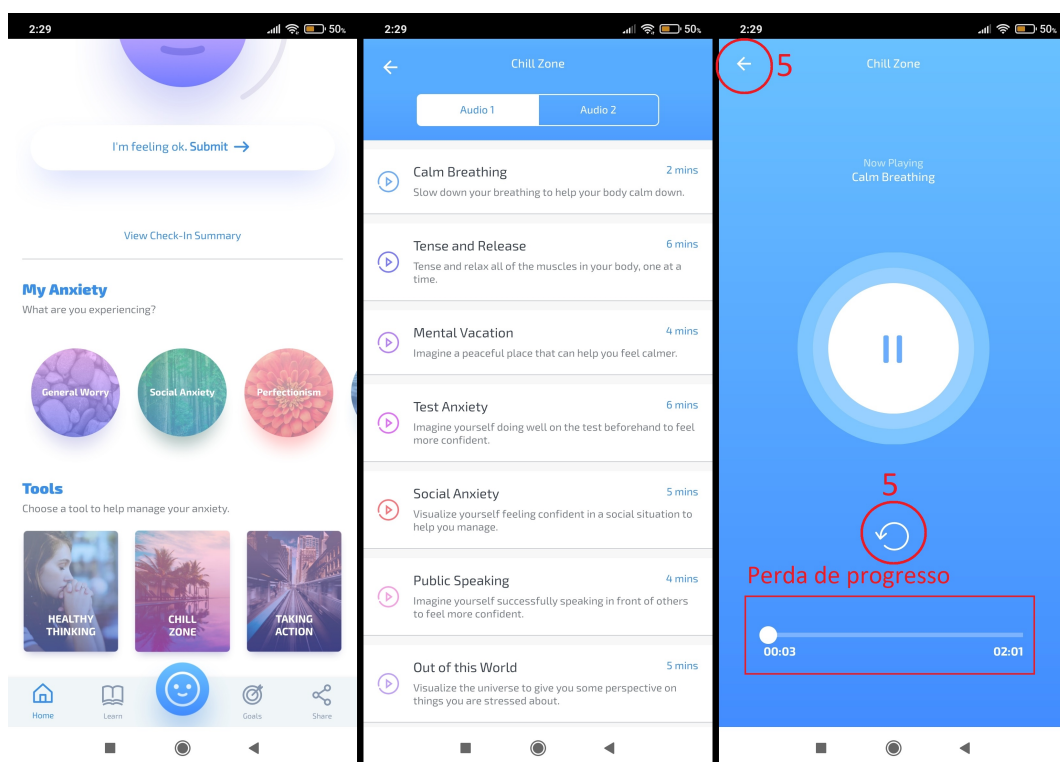 2:29
50%
I'm feeling ok. Submit →
View Check-In Summary
My Anxiety
What are you experiencing?
General Worry
Social Anxiety
Perfectionism
Tools
Choose a tool to help manage your anxiety.
HEALTHY
THINKING
CHILL
ZONE
TAKING
ACTION
Home
Learn
Goals
Share
2:29
50%
Chill Zone
Audio 1
Audio 2
Calm Breathing
2 mins
Slow down your breathing to help your body calm down.
Tense and Release
6 mins
Tense and relax all of the muscles in your body, one at a
time.
Mental Vacation
4 mins
Imagine a peaceful place that can help you feel calmer.
Test Anxiety
6 mins
Imagine yourself doing well on the test beforehand to feel
more confident.
Social Anxiety
5 mins
Visualize yourself feeling confident in a social situation to
help you manage.
Public Speaking
4 mins
Imagine yourself successfully speaking in front of others
to feel more confident.
Out of this World
5 mins
Visualize the universe to give you some perspective on
things you are stressed about.
2:29
50%
5
Chill Zone
Now Playing
Calm Breathing
5
Perda de progresso
00:03
02:01